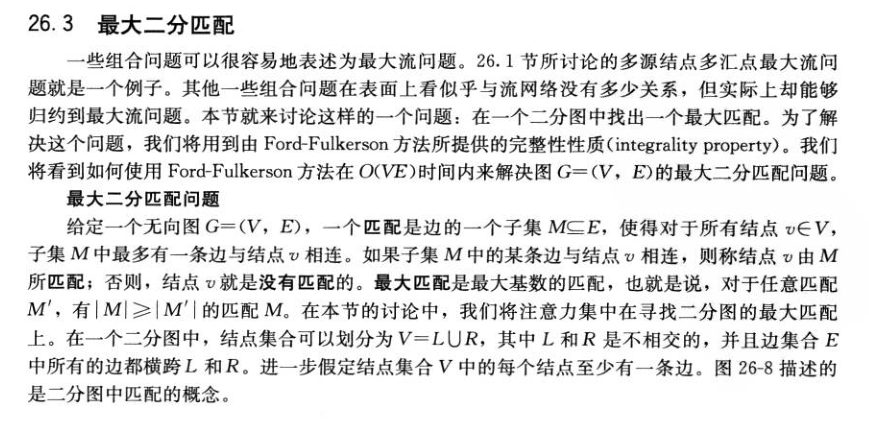 26.3 最大二分匹配
一些组合问题可以很容易地表述为最大流问题。26.1 节所讨论的多源结点多汇点最大流问
题就是一个例子。其他一些组合问题在表面上看似乎与流网络没有多少关系，但实际上却能够
归约到最大流问题。本节就来讨论这样的一个问题：在一个二分图中找出一个最大匹配。为了解
决这个问题，我们将用到由 Ford-Fulkerson 方法所提供的完整性性质(integrality property)。我们
将看到如何使用 Ford-Fulkerson 方法在 O(VE)时间内来解决图 G=(V，E)的最大二分匹配问题。
最大二分匹配问题
给定一个无向图 G=(V，E)，一个匹配是边的一个子集 M⊆E，使得对于所有结点 v∈V，
子集 M 中最多有一条边与结点 v 相连。如果子集 M 中的某条边与结点 v 相连，则称结点 v 由 M
所匹配；否则，结点 v 就是没有匹配的。最大匹配是最大基数的匹配，也就是说，对于任意匹配
M′，有|M|≥|M′|的匹配 M。在本节的讨论中，我们将注意力集中在寻找二分图的最大匹配
上。在一个二分图中，结点集合可以划分为 V=L∪R，其中 L 和 R 是不相交的，并且边集合 E
中所有的边都横跨 L 和 R。进一步假定结点集合 V 中的每个结点至少有一条边。图 26-8 描述的
是二分图中匹配的概念。